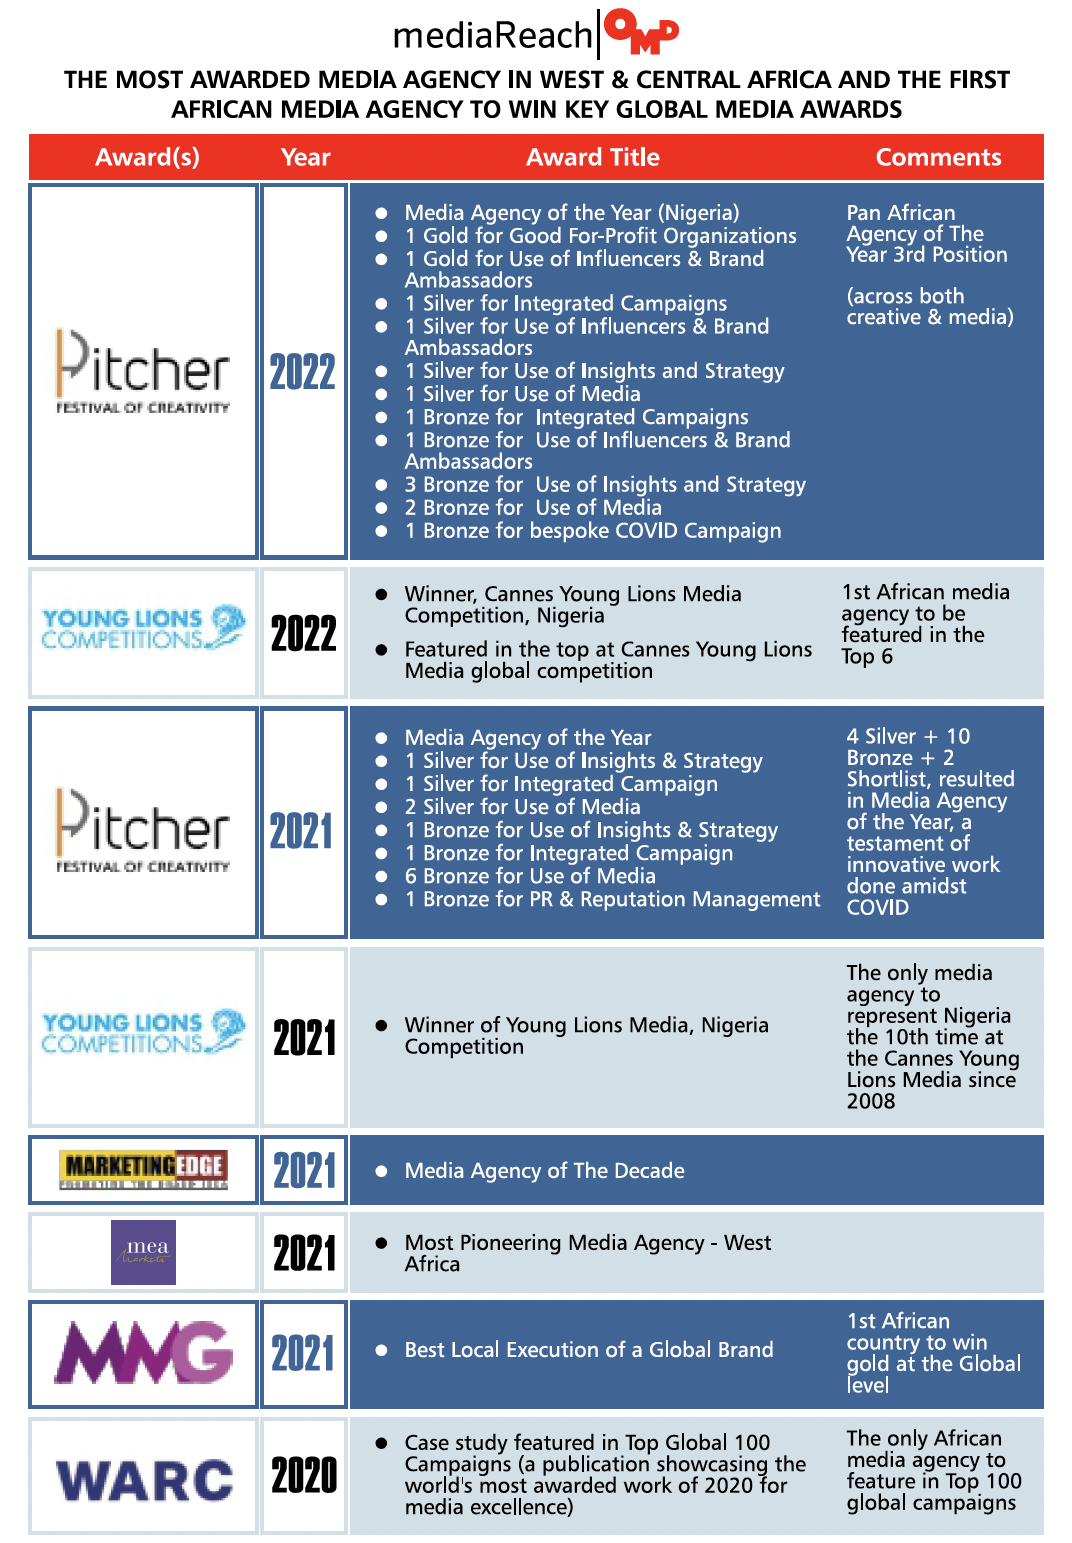 mediaReach OMD
THE MOST AWARDED MEDIA AGENCY IN WEST & CENTRAL AFRICA AND THE FIRST
AFRICAN MEDIA AGENCY TO WIN KEY GLOBAL MEDIA AWARDS
Award(s) Year Award Title Comments
Pitcher
FESTIVAL OF CREATIVITY
2022
● Media Agency of the Year (Nigeria)
● 1 Gold for Good For-Profit Organizations
● 1 Gold for Use of Influencers & Brand
Ambassadors
● 1 Silver for Integrated Campaigns
● 1 Silver for Use of Influencers & Brand
Ambassadors
● 1 Silver for Use of Insights and Strategy
● 1 Silver for Use of Media
● 1 Bronze for Integrated Campaigns
● 1 Bronze for Use of Influencers & Brand
Ambassadors
● 3 Bronze for Use of Insights and Strategy
● 2 Bronze for Use of Media
● 1 Bronze for bespoke COVID Campaign
Pan African
Agency of The
Year 3rd Position
(across both
creative & media)
YOUNG LIONS
COMPETITIONS
2022
● Winner, Cannes Young Lions Media
Competition, Nigeria
● Featured in the top at Cannes Young Lions
Media global competition
1st African media
agency to be
featured in the
Top 6
Pitcher
FESTIVAL OF CREATIVITY
2021
● Media Agency of the Year
● 1 Silver for Use of Insights & Strategy
● 1 Silver for Integrated Campaign
● 2 Silver for Use of Media
● 1 Bronze for Use of Insights & Strategy
● 1 Bronze for Integrated Campaign
● 6 Bronze for Use of Media
● 1 Bronze for PR & Reputation Management
4 Silver + 10
Bronze + 2
Shortlist, resulted
in Media Agency
of the Year, a
testament of
innovative work
done amidst
COVID
YOUNG LIONS
COMPETITIONS
2021
● Winner of Young Lions Media, Nigeria
Competition
The only media
agency to
represent Nigeria
the 10th time at
the Cannes Young
Lions Media since
2008
MARKETING EDGE
2021
● Media Agency of The Decade
mea
Markets
2021
● Most Pioneering Media Agency - West
Africa
MMG
2021
● Best Local Execution of a Global Brand
1st African
country to win
gold at the Global
level
WARC
2020
● Case study featured in Top Global 100
Campaigns (a publication showcasing the
world's most awarded work of 2020 for
media excellence)
The only African
media agency to
feature in Top 100
global campaigns